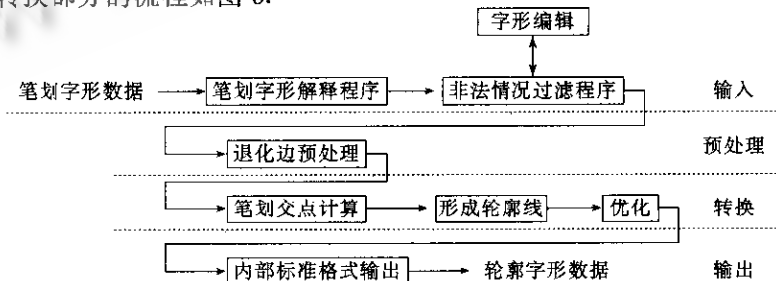 转换部分的流程如图
字形编辑
笔划字形数据 笔划字形解释程序 非法情况过滤程序 输入
退化边预处理 预处理
笔划交点计算 形成轮廓线 优化 转换
内部标准格式输出 轮廓字形数据 输出